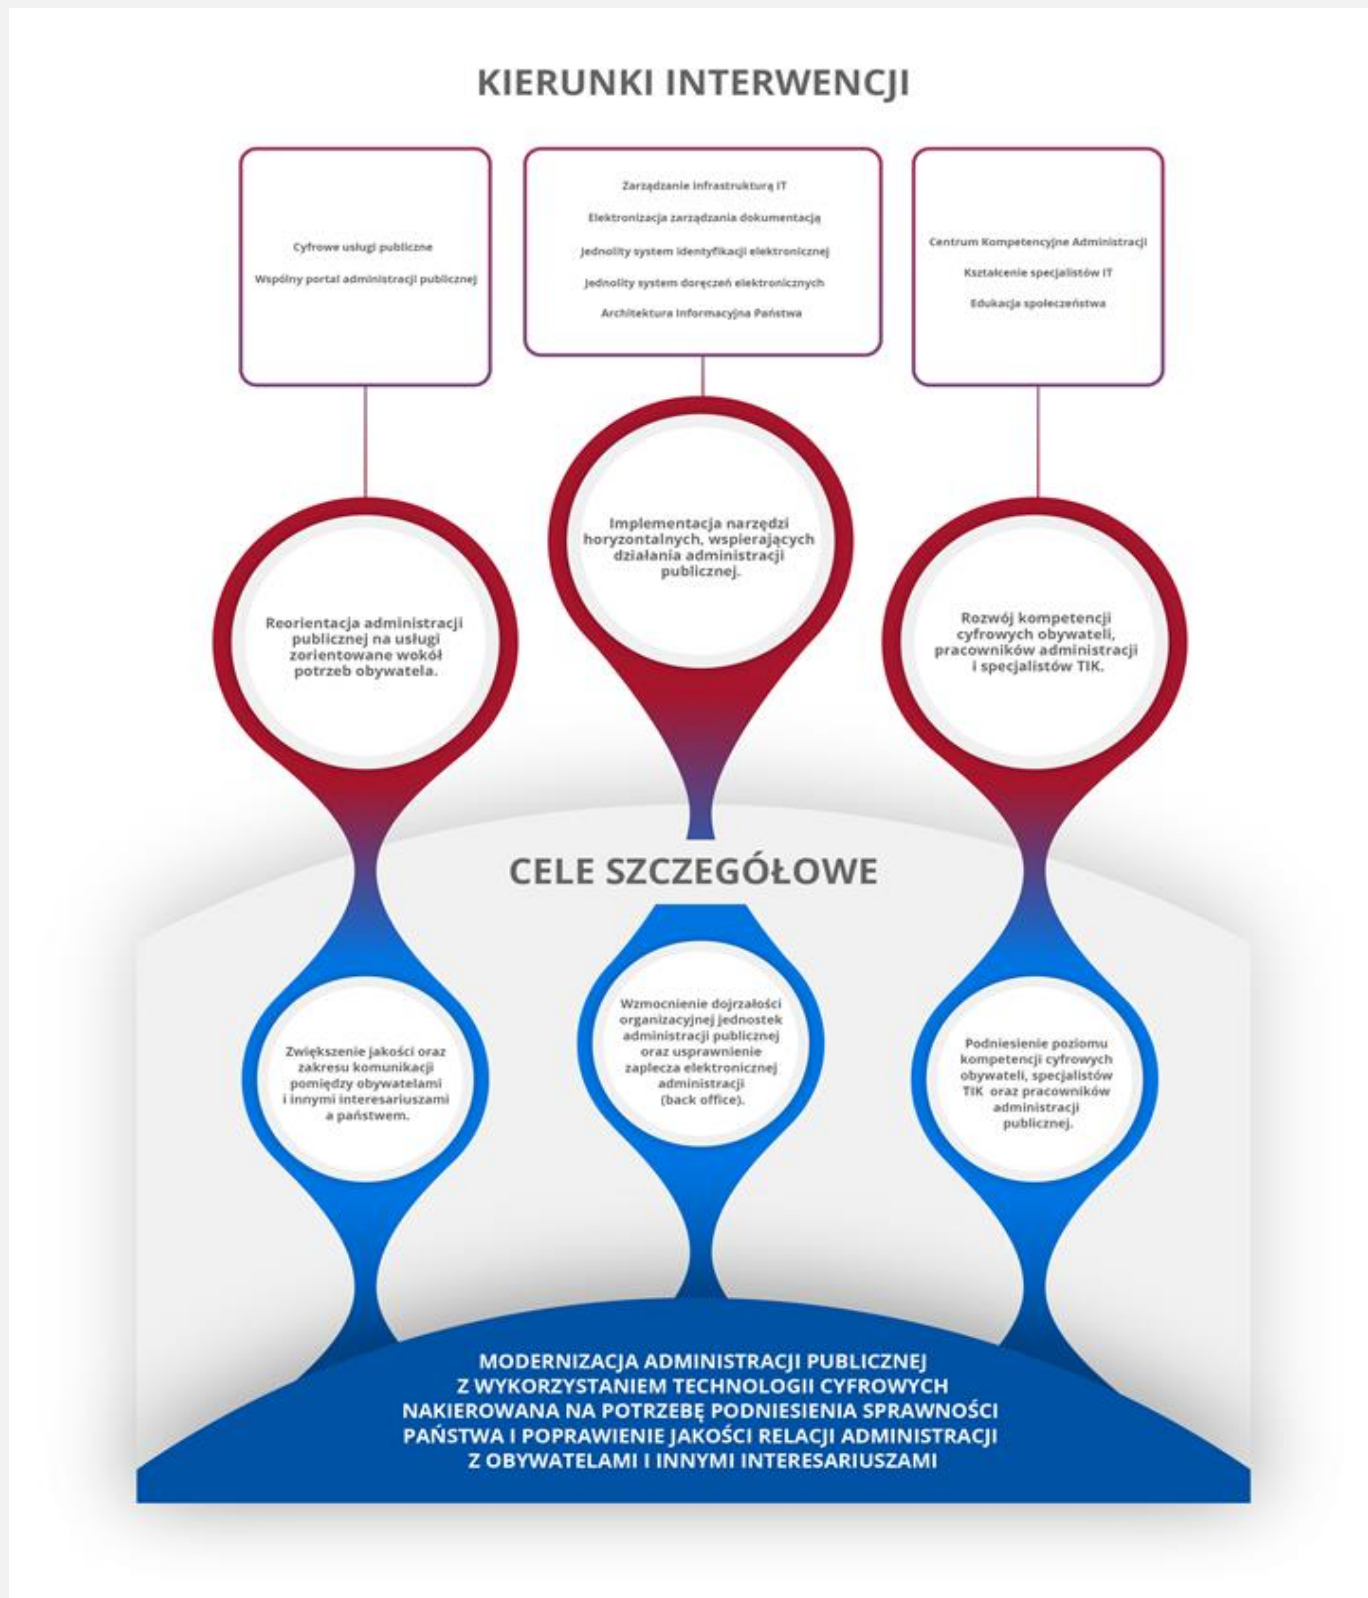 KIERUNKI INTERWENCJI
Cyfrowe usługi publiczne
Wspólny portal administracji publicznej
Zarządzanie infrastrukturą IT
Elektronizacja zarządzania dokumentacją
Jednolity system identyfikacji elektronicznej
Jednolity system doręczeń elektronicznych
Architektura Informacyjna Państwa
Centrum Kompetencyjne Administracji
Kształcenie specjalistów IT
Edukacja społeczeństwa
Reorientacja administracji
publicznej na usługi
zorientowane wokół
potrzeb obywatela.
Implementacja narzędzi
horyzontalnych, wspierających
działania administracji
publicznej.
Rozwój kompetencji
cyfrowych obywateli,
pracowników administracji
i specjalistów TIK.
CELE SZCZEGÓŁOWE
Zwiększenie jakości oraz
zakresu komunikacji
pomiędzy obywatelami
i innymi interesariuszami
a państwem.
Wzmocnienie dojrzałości
organizacyjnej jednostek
administracji publicznej
oraz usprawnienie
zaplecza elektronicznej
administracji
(back office).
Podniesienie poziomu
kompetencji cyfrowych
obywateli, specjalistów
TIK oraz pracowników
administracji
publicznej.
MODERNIZACJA ADMINISTRACJI PUBLICZNEJ
Z WYKORZYSTANIEM TECHNOLOGII CYFROWYCH
NAKIEROWANA NA POTRZEBĘ PODNIESIENIA SPRAWNOŚCI
PAŃSTWA I POPRAWIENIE JAKOŚCI RELACJI ADMINISTRACJI
Z OBYWATELAMI I INNYMI INTERESARIUSZAMI